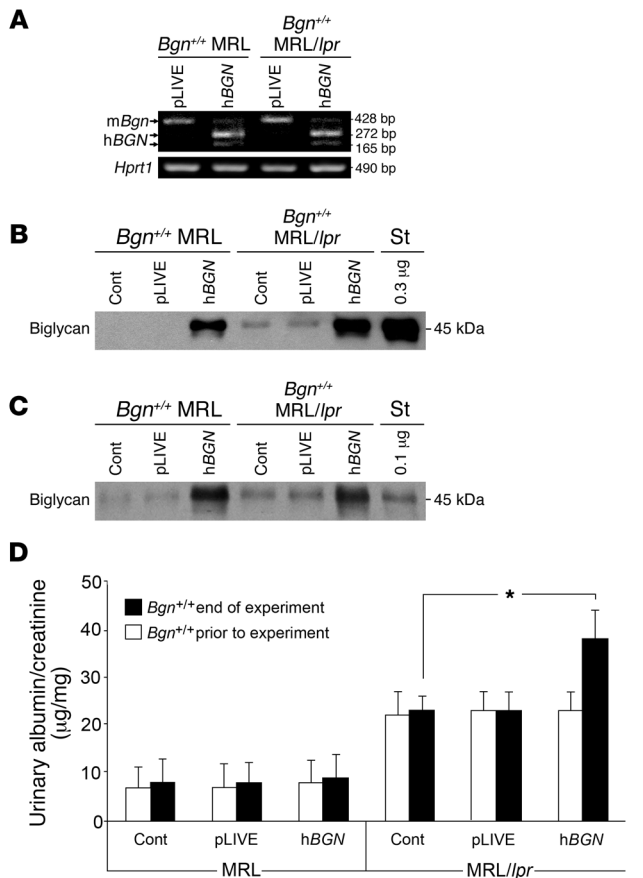 A
Bgn+/+ MRL
Bgn+/+
MRL/lpr
pLIVE
hBGN
pLIVE
hBGN
mBgn
hBGN
428 bp
272 bp
165 bp
Hprt1
490 bp
B
Bgn+/+ MRL
Bgn+/+
MRL/lpr
St
Cont
pLIVE
hBGN
Cont
pLIVE
hBGN
0.3 µg
Biglycan
45 kDa
C
Bgn+/+ MRL
Bgn+/+
MRL/lpr
St
Cont
pLIVE
hBGN
Cont
pLIVE
hBGN
0.1 µg
Biglycan
45 kDa
D
Urinary albumin/creatinine
(µg/mg)
50
40
30
20
10
0
Bgn+/+ end of experiment
Bgn+/+ prior to experiment
*
Cont
pLIVE
hBGN
Cont
pLIVE
hBGN
MRL
MRL/lpr